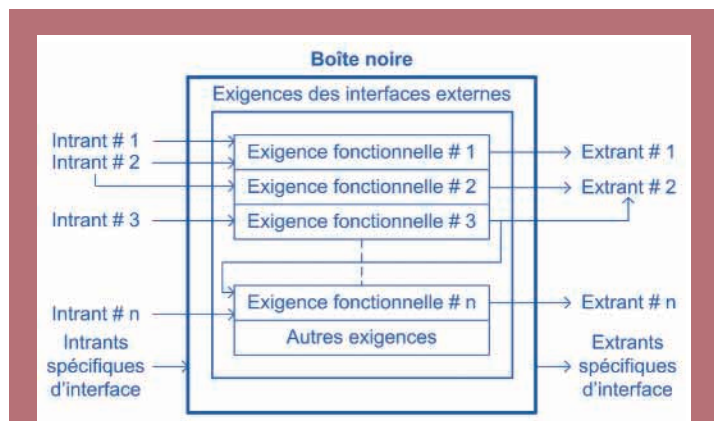 Boîte noire
Exigences des interfaces externes
Intrant # 1
Intrant # 2
Intrant # 3
Intrant # n
Intrants
spécifiques
d'interface
Exigence fonctionnelle # 1
Exigence fonctionnelle # 2
Exigence fonctionnelle # 3
Exigence fonctionnelle # n
Autres exigences
Extrant # 1
Extrant # 2
Extrant # n
Extrants
spécifiques
d'interface